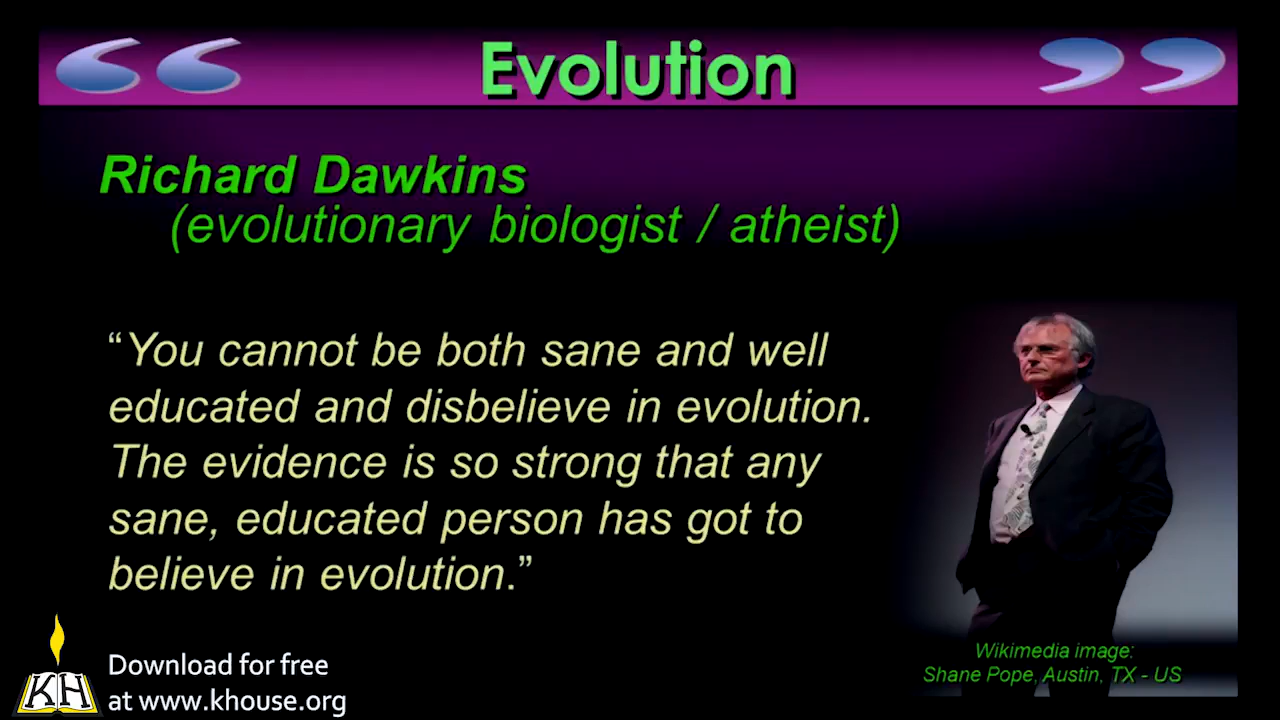 “ Evolution ”
Richard Dawkins
(evolutionary biologist / atheist)
“You cannot be both sane and well
educated and disbelieve in evolution.
The evidence is so strong that any
sane, educated person has got to
believe in evolution.”
Wikimedia image:
Shane Pope, Austin, TX - US
KH
Download for free
at www.khouse.org